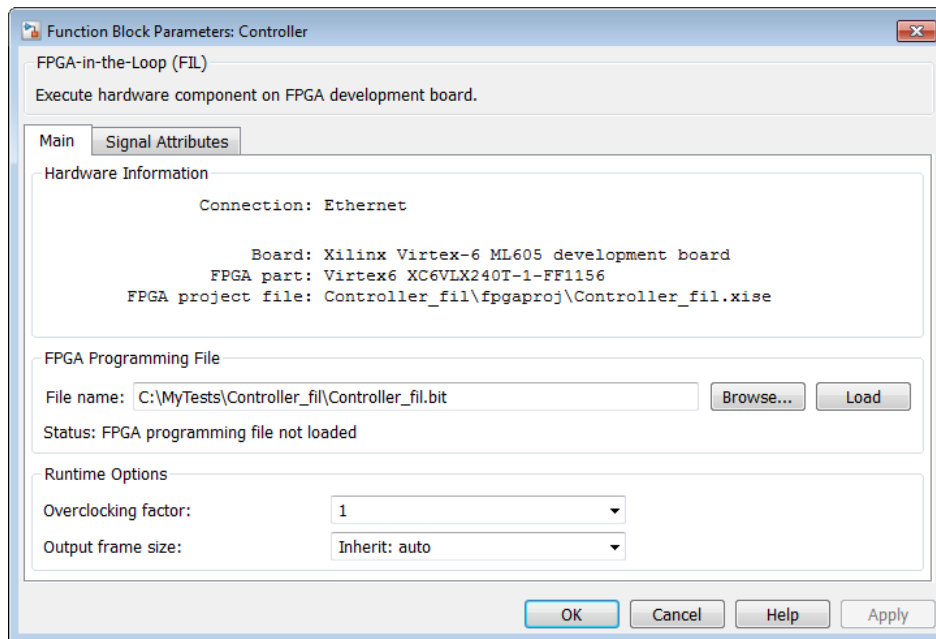 Function Block Parameters: Controller
FPGA-in-the-Loop (FIL)
Execute hardware component on FPGA development board.
Main Signal Attributes
Hardware Information
Connection: Ethernet
Board: Xilinx Virtex-6 ML605 development board
FPGA part: Virtex6 XC6VLX240T-1-FF1156
FPGA project file: Controller_fil\fpgaproj\Controller_fil.xise
FPGA Programming File
File name: C:\MyTests\Controller_fil\Controller_fil.bit Browse... Load
Status: FPGA programming file not loaded
Runtime Options
Overclocking factor: 1
Output frame size: Inherit: auto
OK Cancel Help Apply